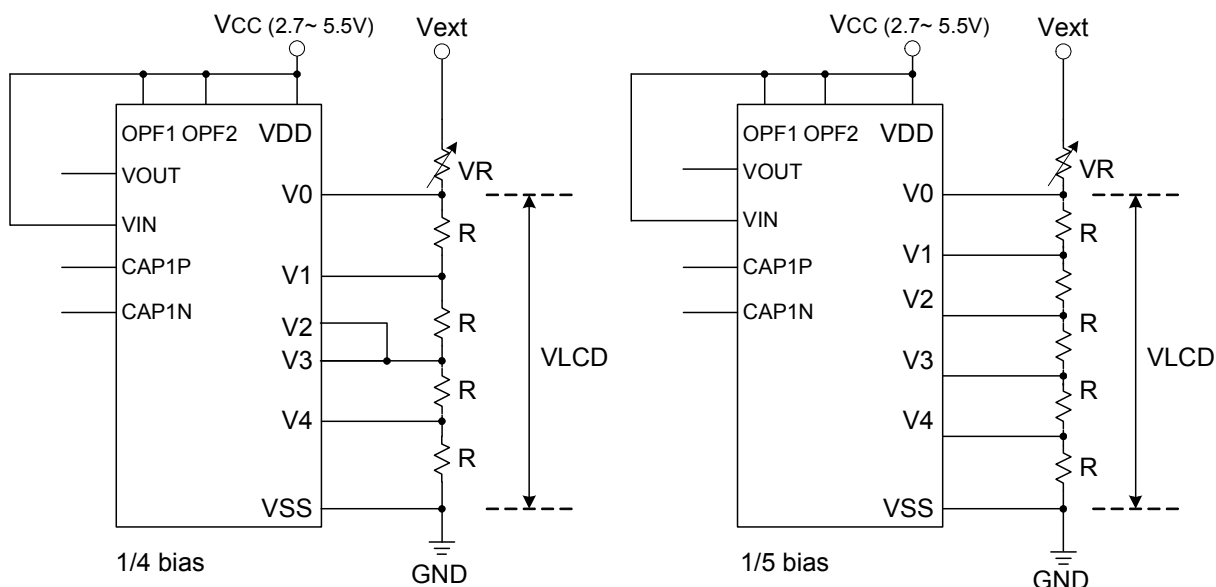 VCC (2.7~ 5.5V)
Vext
OPF1 OPF2 VDD
VOUT
VR
V0
VIN
R
CAP1P
V1
CAP1N
R
V2
V3
VLCD
R
V4
R
VSS
1/4 bias
GND
VCC (2.7~ 5.5V)
Vext
OPF1 OPF2 VDD
VOUT
VR
V0
VIN
R
V1
CAP1P
V2
CAP1N
R
V3
VLCD
R
V4
R
VSS
1/5 bias
GND